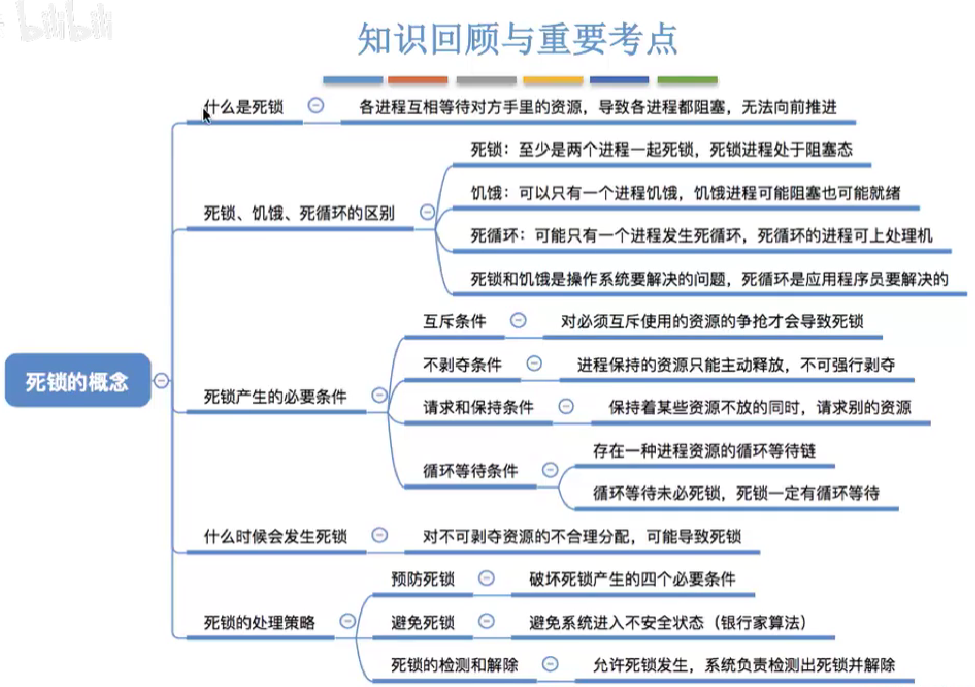 bilibili
知识回顾与重要考点
什么是死锁
各进程互相等待对方手里的资源，导致各进程都阻塞，无法向前推进
死锁、饥饿、死循环的区别
死锁：至少是两个进程一起死锁，死锁进程处于阻塞态
饥饿：可以只有一个进程饥饿，饥饿进程可能阻塞也可能就绪
死循环：可能只有一个进程发生死循环，死循环的进程可上处理机
死锁和饥饿是操作系统要解决的问题，死循环是应用程序员要解决的
死锁的概念
死锁产生的必要条件
互斥条件
对必须互斥使用的资源的争抢才会导致死锁
不剥夺条件
进程保持的资源只能主动释放，不可强行剥夺
请求和保持条件
保持着某些资源不放的同时，请求别的资源
循环等待条件
存在一种进程资源的循环等待链
循环等待未必死锁，死锁一定有循环等待
什么时候会发生死锁
对不可剥夺资源的不合理分配，可能导致死锁
死锁的处理策略
预防死锁
破坏死锁产生的四个必要条件
避免死锁
避免系统进入不安全状态（银行家算法）
死锁的检测和解除
允许死锁发生，系统负责检测出死锁并解除